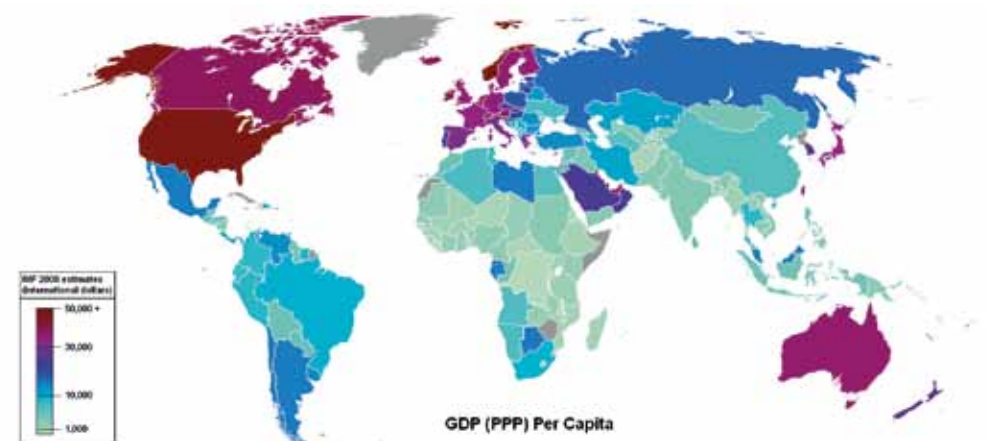 IMF 2008 estimates
(international dollars)
50,000 +
30,000
10,000
1,000
GDP (PPP) Per Capita